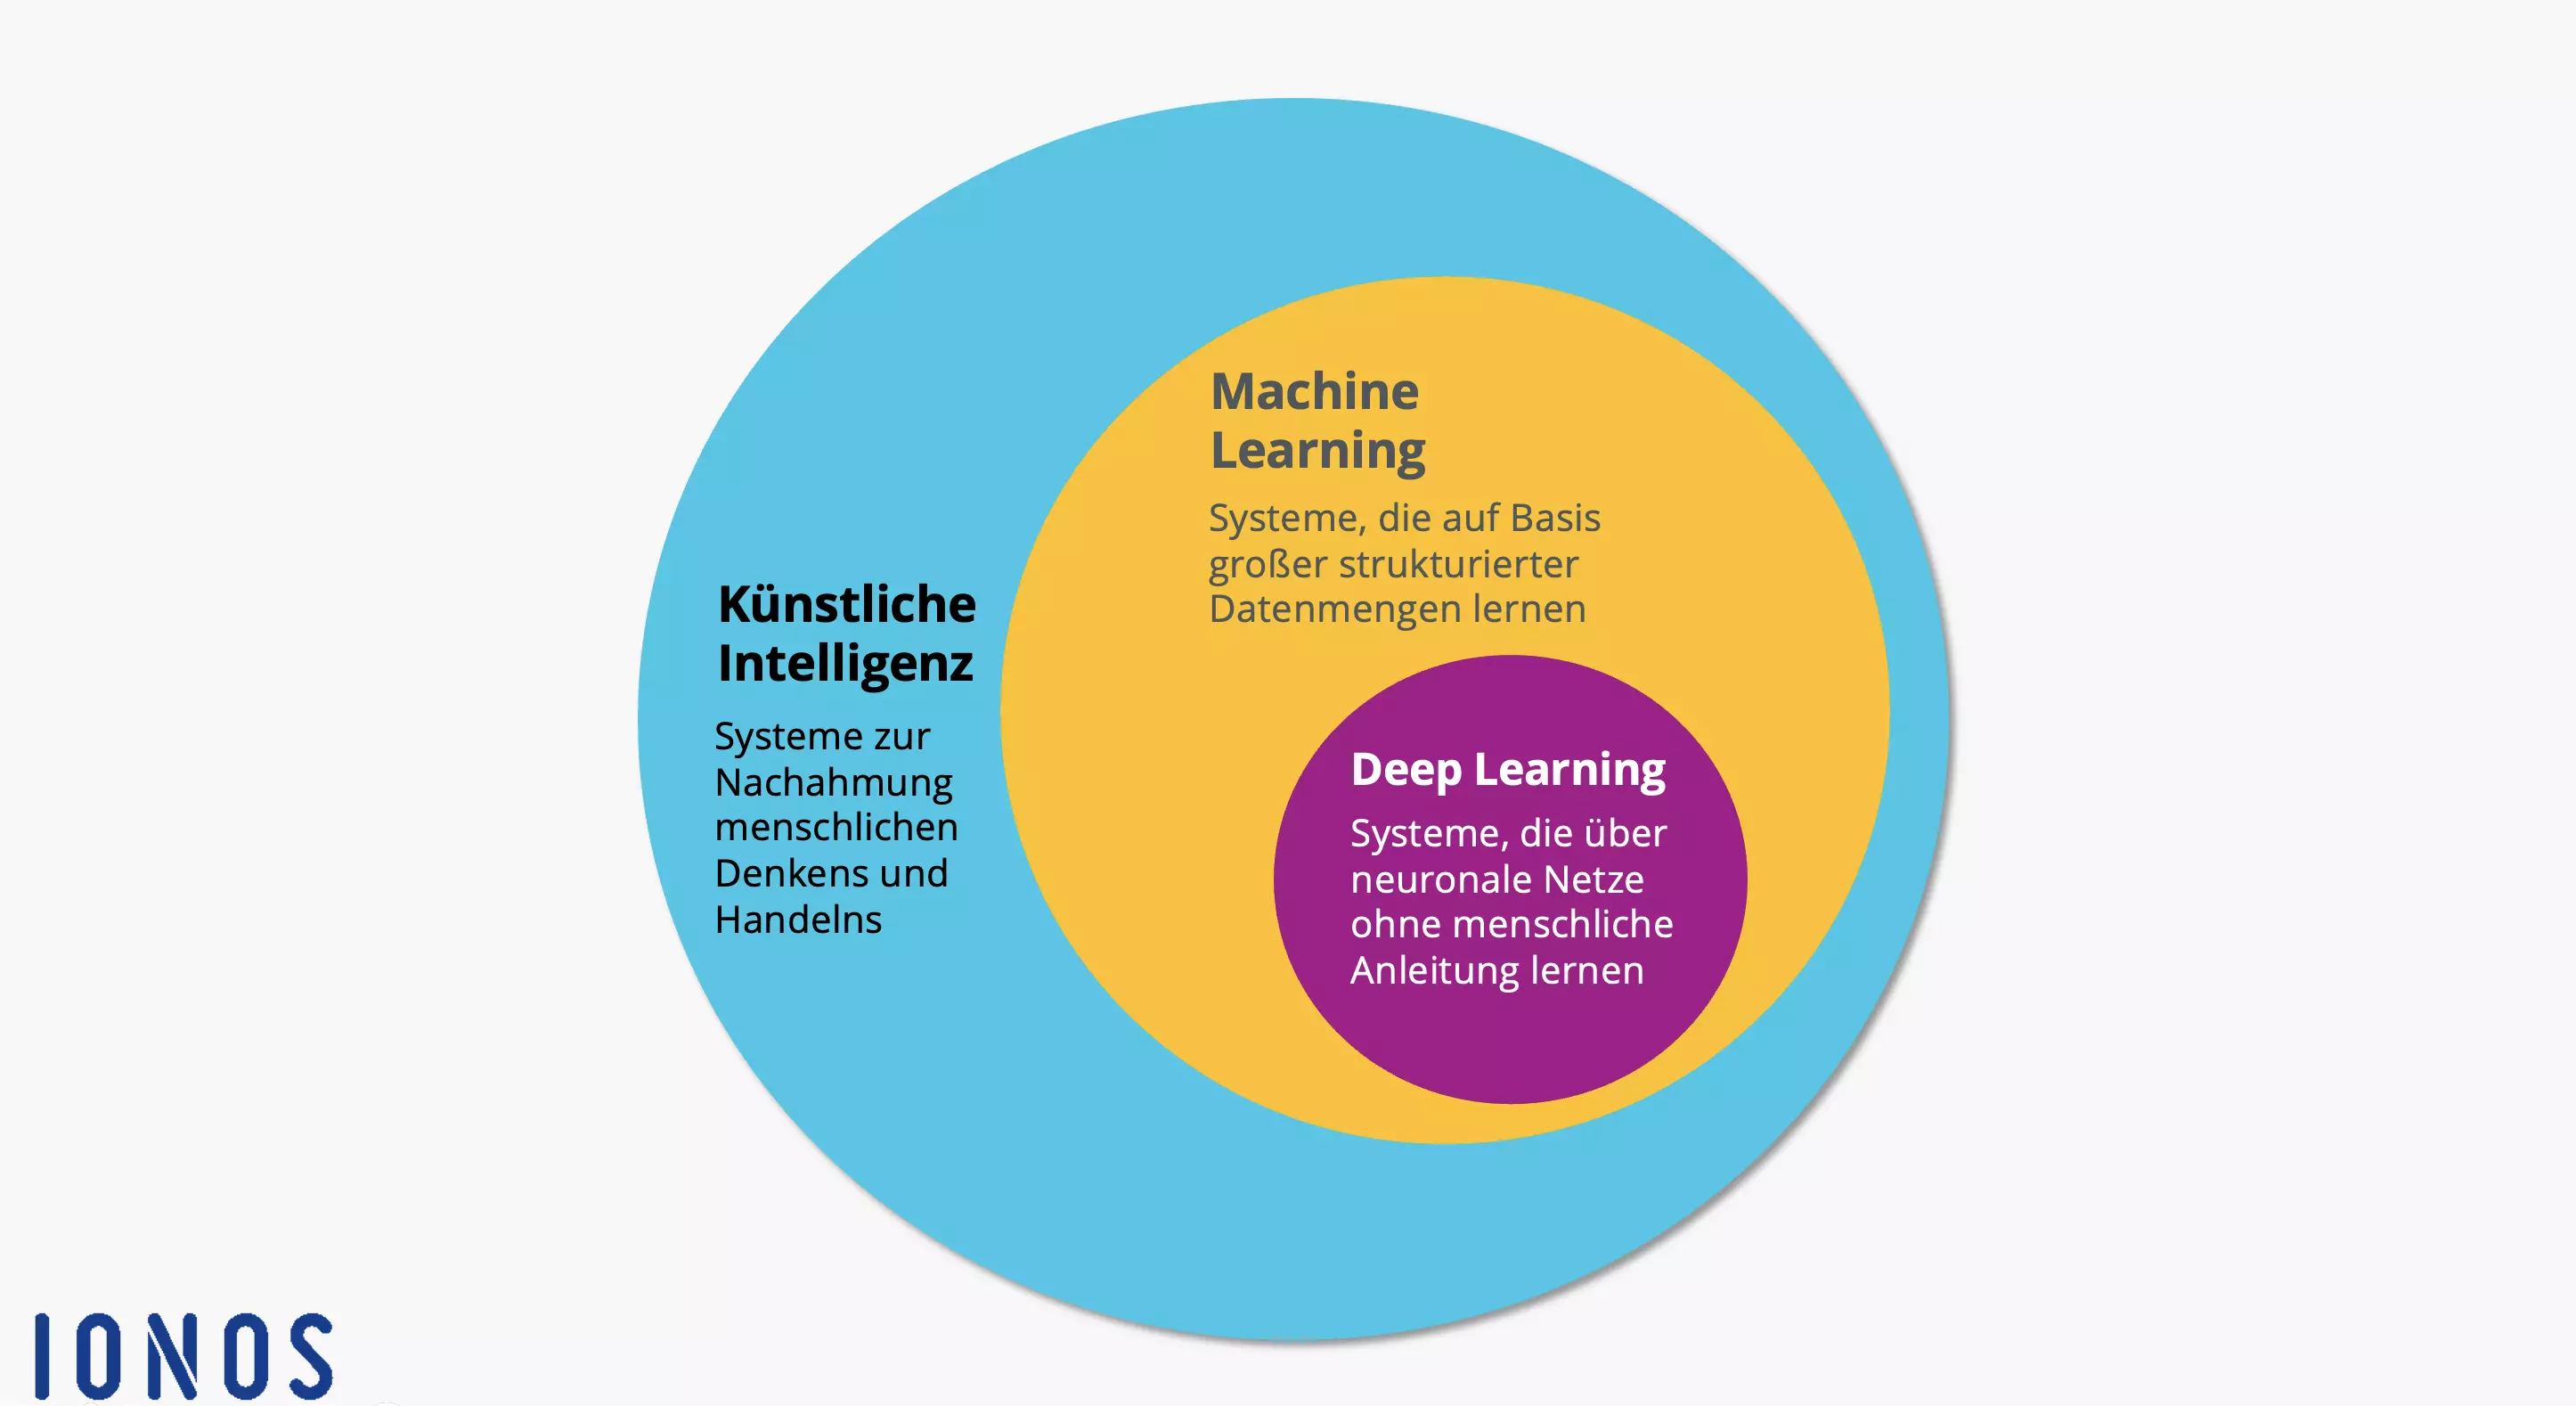 Künstliche
Intelligenz
Systeme zur
Nachahmung
menschlichen
Denkens und
Handelns
Machine
Learning
Systeme, die auf Basis
großer strukturierter
Datenmengen lernen
Deep Learning
Systeme, die über
neuronale Netze
ohne menschliche
Anleitung lernen
IONOS